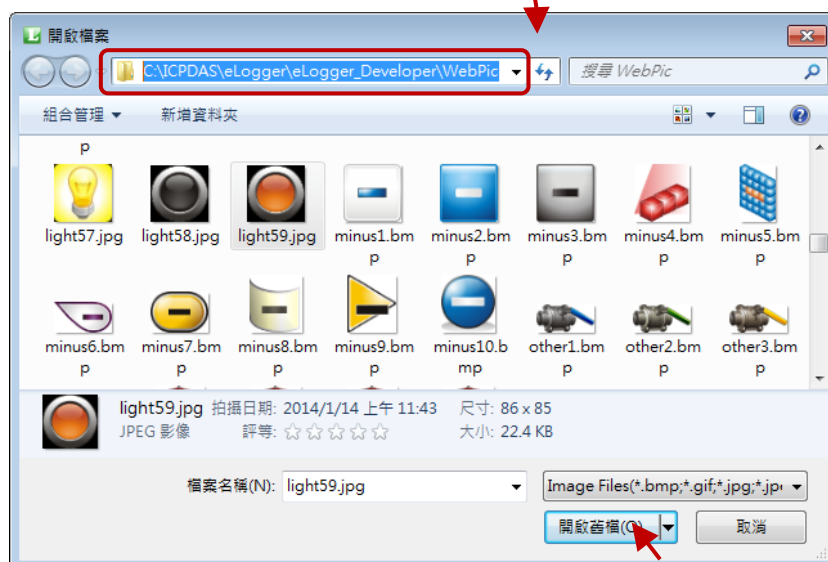 開啟檔案
C:\ICPDAS\eLogger\eLogger_Developer\WebPic
搜尋 WebPic
組合管理
新增資料夾
p
light57.jpg light58.jpg light59.jpg minus1.bm minus2.bm minus3.bm minus4.bm minus5.bm
p p p p p
minus6.bm minus7.bm minus8.bm minus9.bm minus10.b other1.bm other2.bm other3.bm
p p p p mp p p p
light59.jpg 拍攝日期: 2014/1/14 上午 11:43 尺寸: 86 x 85
JPEG 影像 評等: ☆☆☆☆☆ 大小: 22.4 KB
檔案名稱(N): light59.jpg Image Files(*.bmp;*.gif;*.jpg;*.jp
開啟舊檔(O) 取消